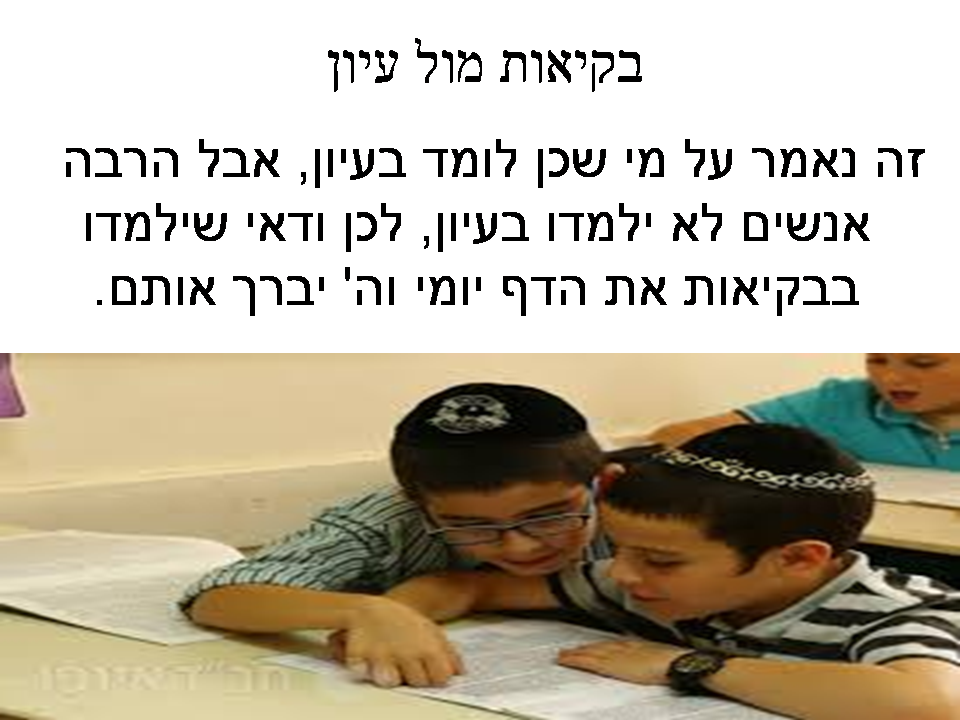 בקיאות מול עיון
זה נאמר על מי שכן לומד בעיון, אבל הרבה
אנשים לא ילמדו בעיון, לכן ודאי שילמדו
בבקיאות את הדף יומי וה' יברך אותם.